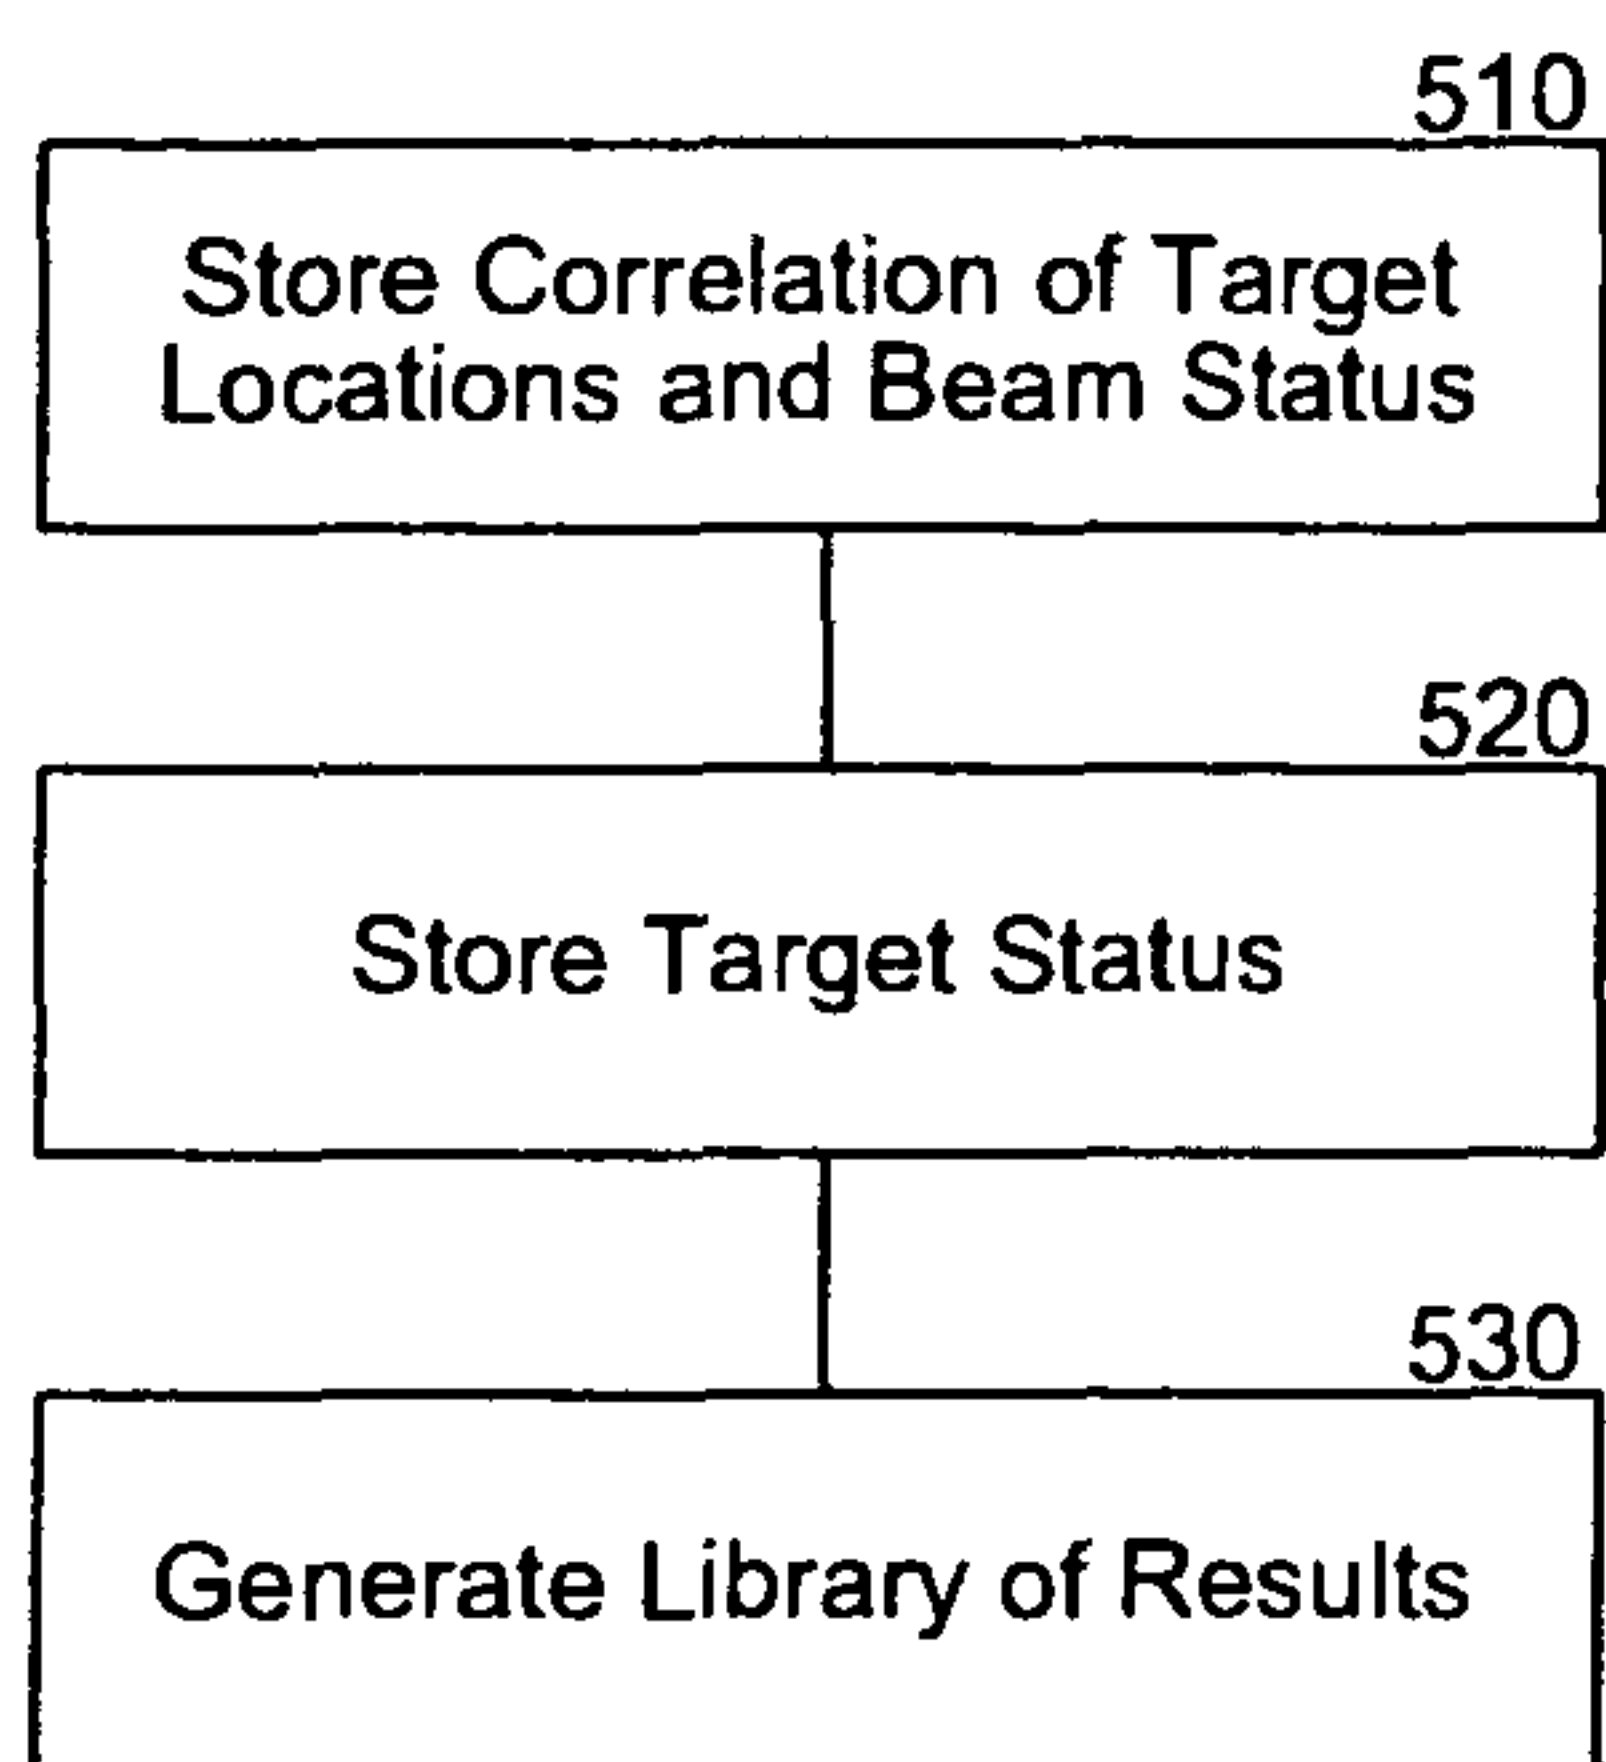 510
Store Correlation of Target
Locations and Beam Status
520
Store Target Status
530
Generate Library of Results